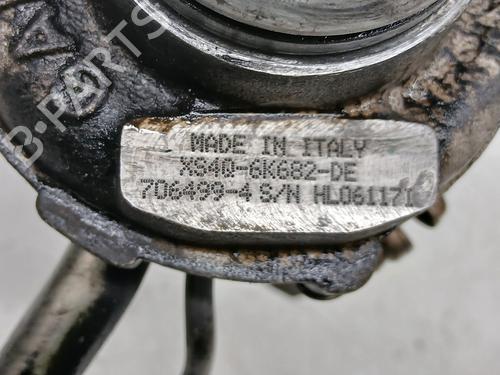 B-PARTS
MADE IN ITALY
XS4Q-6K682-DE
706499-4 S/N HL061171